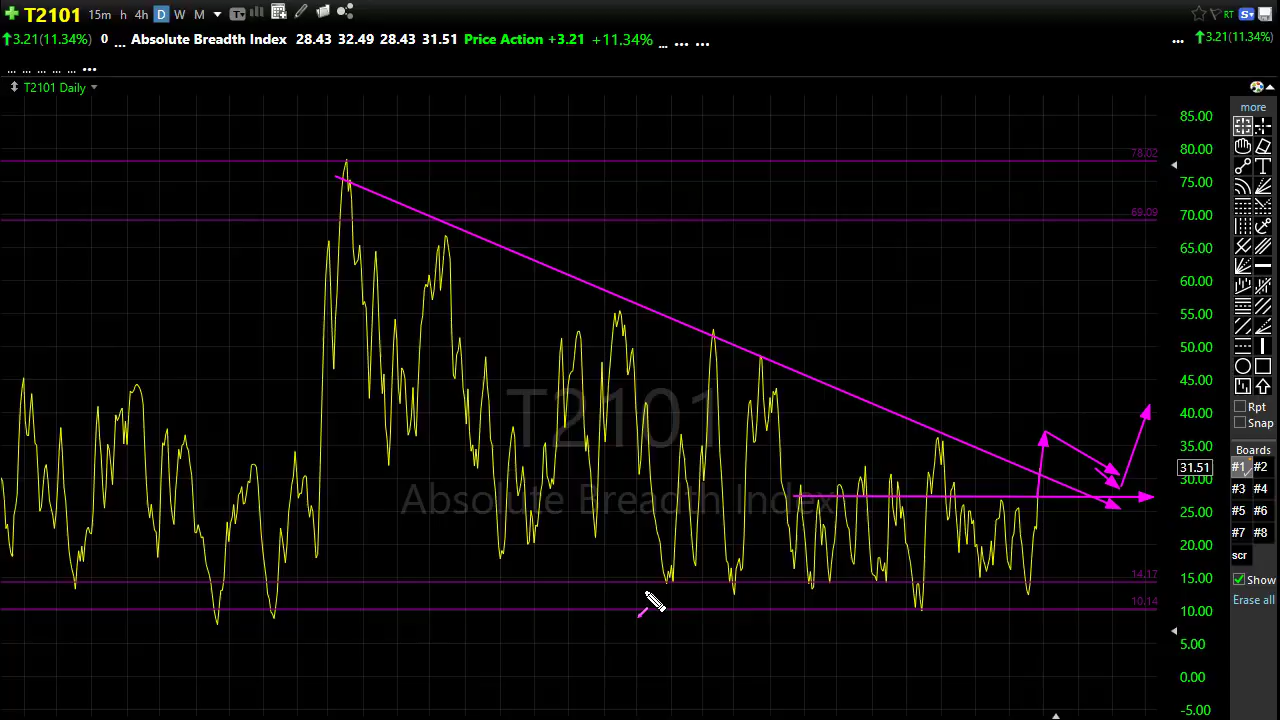 T2101 15m h 4h D W M T RT S
3.21(11.34%) 0 ... Absolute Breadth Index 28.43 32.49 28.43 31.51 Price Action +3.21 +11.34% ... ... ... ... 3.21(11.34%)
... ... ... ... ... ...
T2101 Daily
more
85.00
80.00
78.02
75.00
70.00
69.09
65.00
60.00
55.00
50.00
45.00
40.00
35.00
31.51
30.00
25.00
20.00
15.00
14.17
10.14
10.00
5.00
0.00
-5.00
T2101
Absolute Breadth Index
T
Rpt
Snap
Boards
#1 #2
#3 #4
#5 #6
#7 #8
scr
Show
Erase all